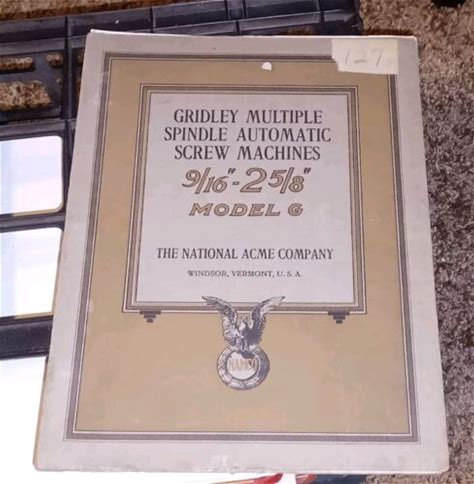 127
GRIDLEY MULTIPLE
SPINDLE AUTOMATIC
SCREW MACHINES
9/16"-2 5/8"
MODEL G
THE NATIONAL ACME COMPANY
WINDSOR, VERMONT, U. S. A.
NAMCO